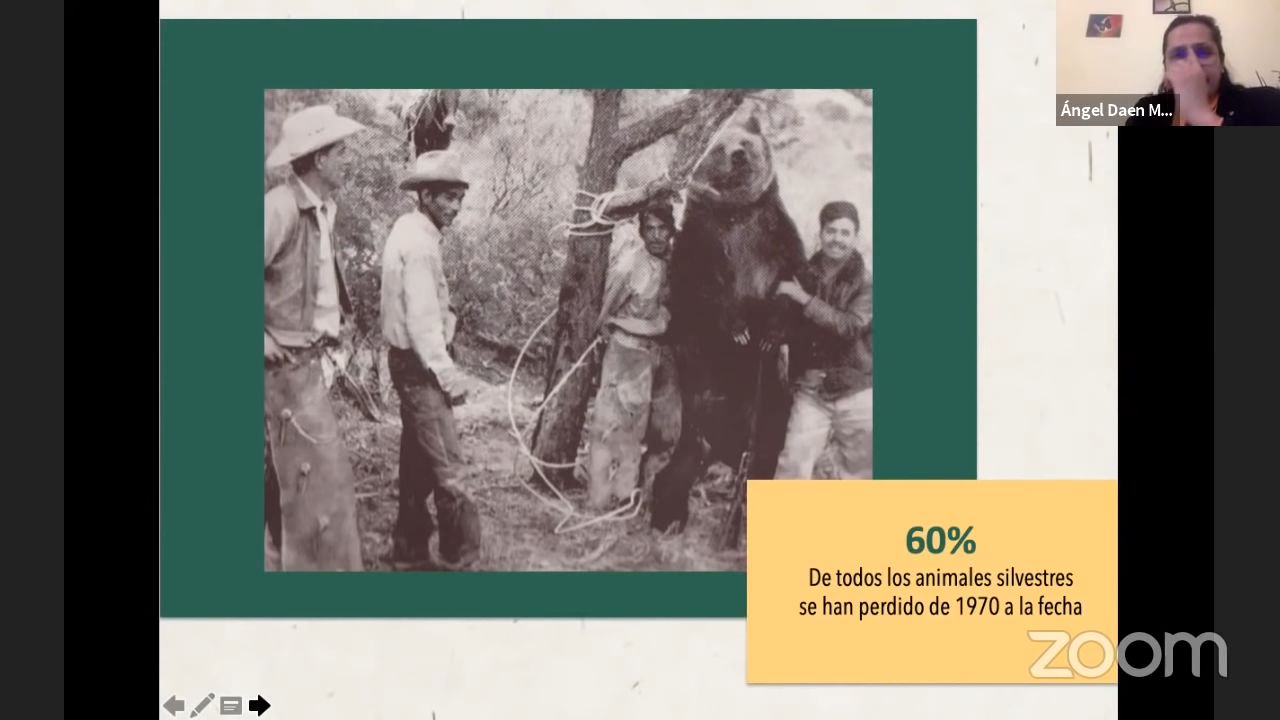 Ángel Daen M...
60%
De todos los animales silvestres
se han perdido de 1970 a la fecha
zoom